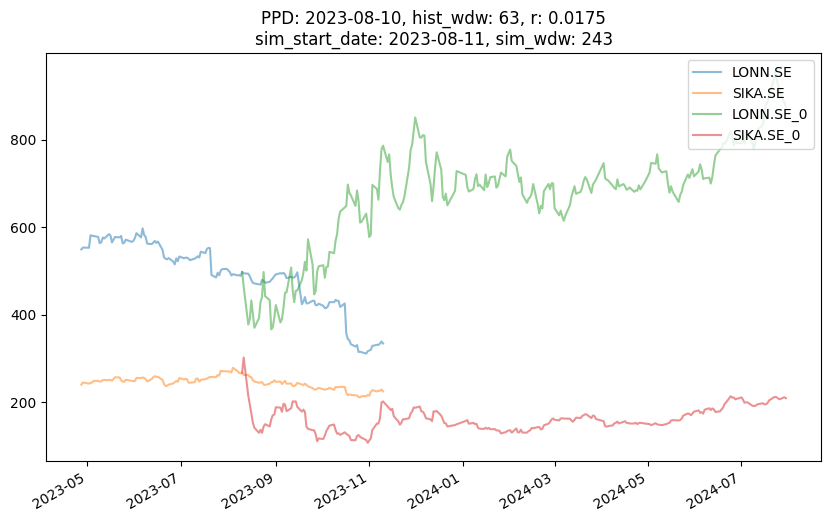 PPD: 2023-08-10, hist_wdw: 63, r: 0.0175
sim_start_date: 2023-08-11, sim_wdw: 243
LONN.SE
SIKA.SE
LONN.SE_0
SIKA.SE_0
800
600
400
200
2023-05
2023-07
2023-09
2023-11
2024-01
2024-03
2024-05
2024-07